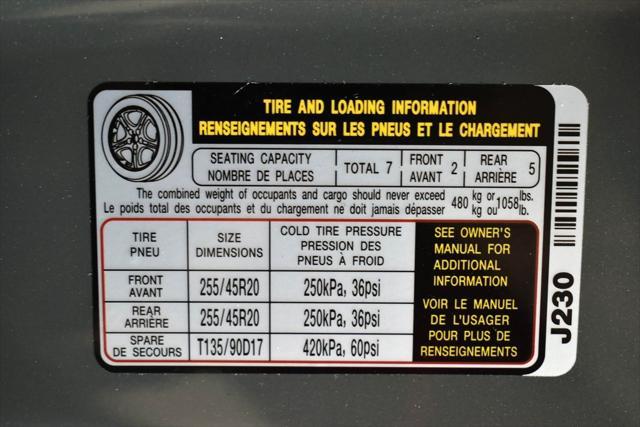 TIRE AND LOADING INFORMATION
RENSEIGNEMENTS SUR LES PNEUS ET LE CHARGEMENT
SEATING CAPACITY
NOMBRE DE PLACES
TOTAL 7
FRONT
AVANT 2
REAR
ARRIÈRE 5
The combined weight of occupants and cargo should never exceed 480 kg or 1058 lbs.
Le poids total des occupants et du chargement ne doit jamais dépasser kg ou lb.
TIRE
PNEU
SIZE
DIMENSIONS
COLD TIRE PRESSURE
PRESSION DES
PNEUS À FROID
FRONT
AVANT
255/45R20
250kPa, 36psi
REAR
ARRIÈRE
255/45R20
250kPa, 36psi
SPARE
DE SECOURS
T135/90D17
420kPa, 60psi
SEE OWNER'S
MANUAL FOR
ADDITIONAL
INFORMATION
VOIR LE MANUEL
DE L'USAGER
POUR PLUS DE
RENSEIGNEMENTS
J230